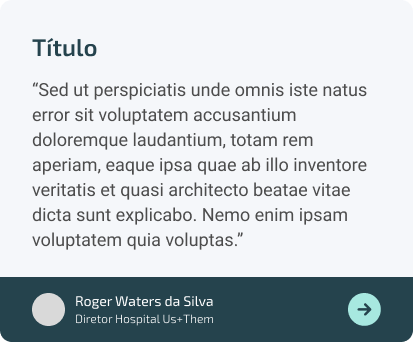 Título
“Sed ut perspiciatis unde omnis iste natus
error sit voluptatem accusantium
doloremque laudantium, totam rem
aperiam, eaque ipsa quae ab illo inventore
veritatis et quasi architecto beatae vitae
dicta sunt explicabo. Nemo enim ipsam
voluptatem quia voluptas.”
Roger Waters da Silva
Diretor Hospital Us+Them